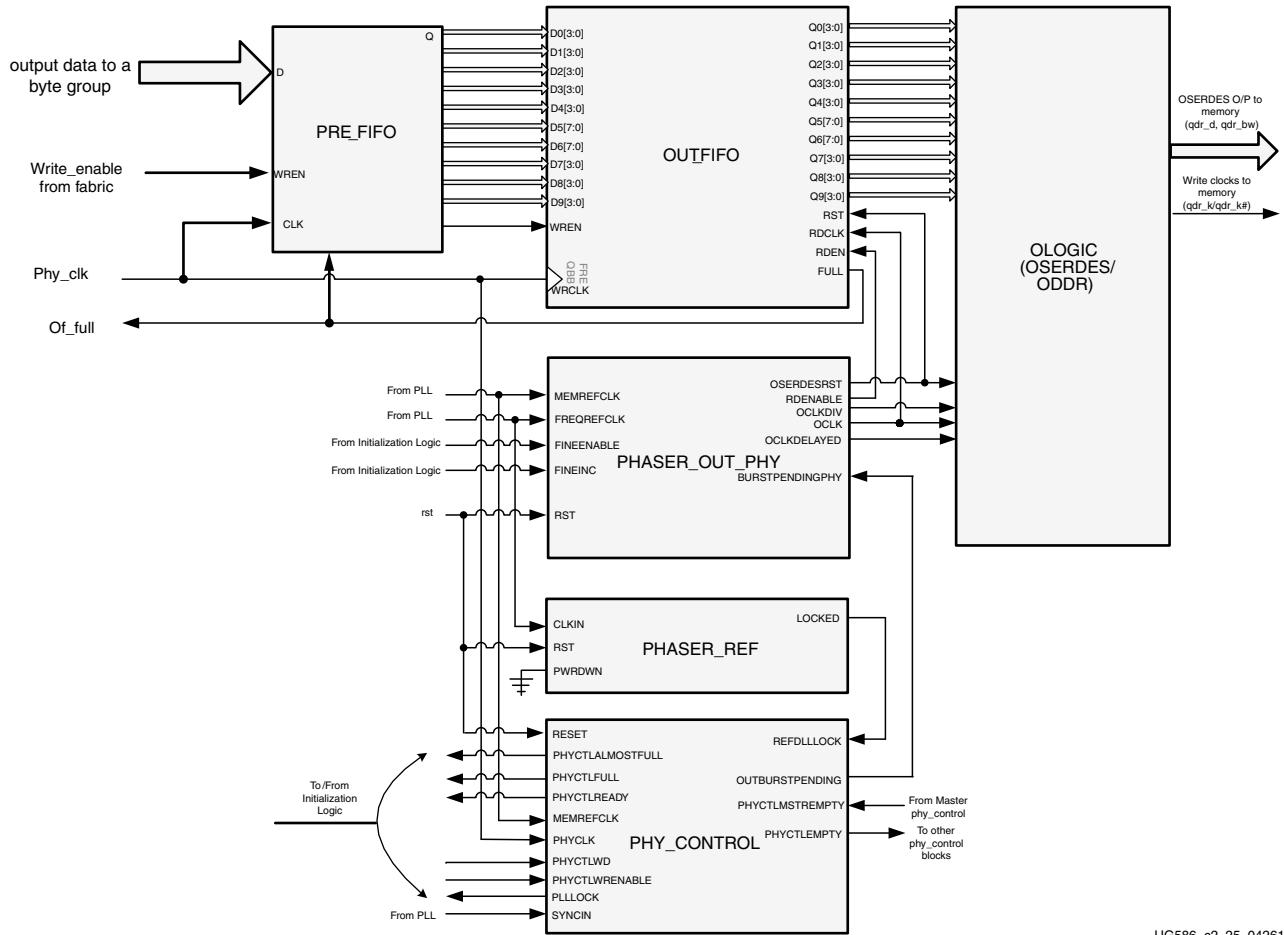 output data to a
byte group
Write_enable
from fabric
Phy_clk
Of_full
D
Q
PRE_FIFO
WREN
CLK
D0[3:0]
D1[3:0]
D2[3:0]
D3[3:0]
D4[3:0]
D5[7:0]
D6[7:0]
D7[3:0]
D8[3:0]
D9[3:0]
WREN
FRE
QBB
WRCLK
OUTFIFO
Q0[3:0]
Q1[3:0]
Q2[3:0]
Q3[3:0]
Q4[3:0]
Q5[7:0]
Q6[7:0]
Q7[3:0]
Q8[3:0]
Q9[3:0]
RST
RDCLK
RDEN
FULL
OLOGIC
(OSERDES/
ODDR)
OSERDES O/P to
memory
(qdr_d, qdr_bw)
Write clocks to
memory
(qdr_k/qdr_k#)
From PLL
From PLL
From Initialization Logic
From Initialization Logic
rst
MEMREFCLK
FREQREFCLK
FINEENABLE
FINEINC
RST
PHASER_OUT_PHY
OSERDESRST
RDENABLE
OCLKDIV
OCLK
OCLKDELAYED
BURSTPENDINGPHY
CLKIN
RST
PWRDWN
PHASER_REF
LOCKED
To/From
Initialization
Logic
From PLL
RESET
PHYCTLALMOSTFULL
PHYCTLFULL
PHYCTLREADY
MEMREFCLK
PHYCLK
PHYCTLWD
PHYCTLWRENABLE
PLLLOCK
SYNCIN
PHY_CONTROL
REFDLLLOCK
OUTBURSTPENDING
PHYCTLMSTREMPTY
PHYCTLEMPTY
From Master
phy_control
To other
phy_control
blocks